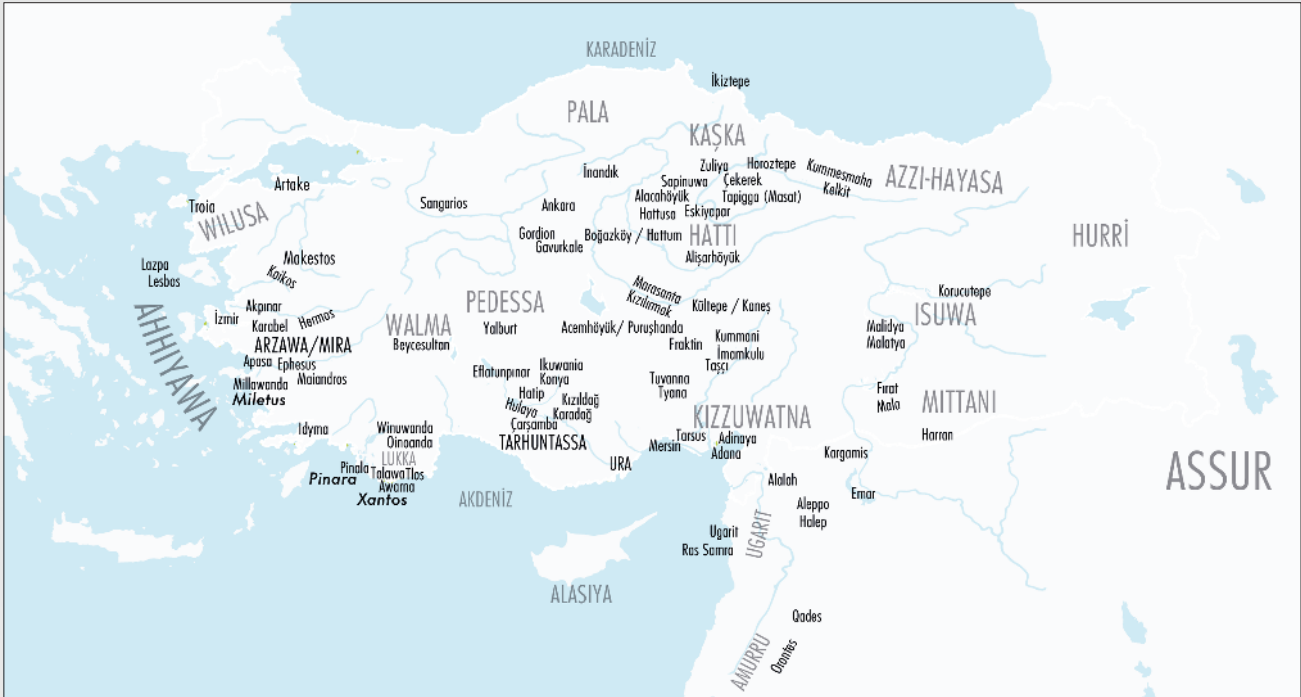 KARADENİZ
İkiztepe
PALA
KAŞKA
İnandık
Zuliya
Horoztepe
Kummesmaha
Kelkit
AZZI-HAYASA
Sapinuwa
Çekerek
Artake
Alacahöyük
Tapigga (Masat)
Troia
WILUSA
Sangarios
Ankara
Hattusa
Eskiyapar
Gordion
Gavurkale
Boğazköy / Hattum
HATTI
HURRİ
Alişarhöyük
Makestos
Kaikos
Lazpa
Lesbos
Marasanta
Kızılırmak
Korucutepe
AHHIYAWA
Akpınar
İzmir
Karabel
Hermos
PEDESSA
Kültepe / Kaneş
ISUWA
WALMA
Beycesultan
Yalburt
Acemhöyük/ Puruşhanda
Malidya
Malatya
ARZAWA/MIRA
Fraktin
Kummani
İmamkulu
Taşçı
Apasa
Ephesus
Maiandros
Eflatunpınar
Ikuwania
Konya
Tuvanna
Tyana
Millawanda
Miletus
Hatip
Hulaya
Çarşamba
Kızıldağ
Karadağ
Fırat
Mala
MITTANI
KIZZUWATNA
Idyma
Winuwanda
Oinoanda
TARHUNTASSA
Mersin
Tarsus
Adinaya
Adana
Harran
LUKKA
Pinala
Pınara
Talawa
Tlos
Awarna
Xantos
URA
Kargamis
ASSUR
AKDENİZ
Alalah
Emar
Aleppo
Halep
Ugarit
Ras Samra
UGARIT
ALASIYA
Qades
AMURRU
Orontes